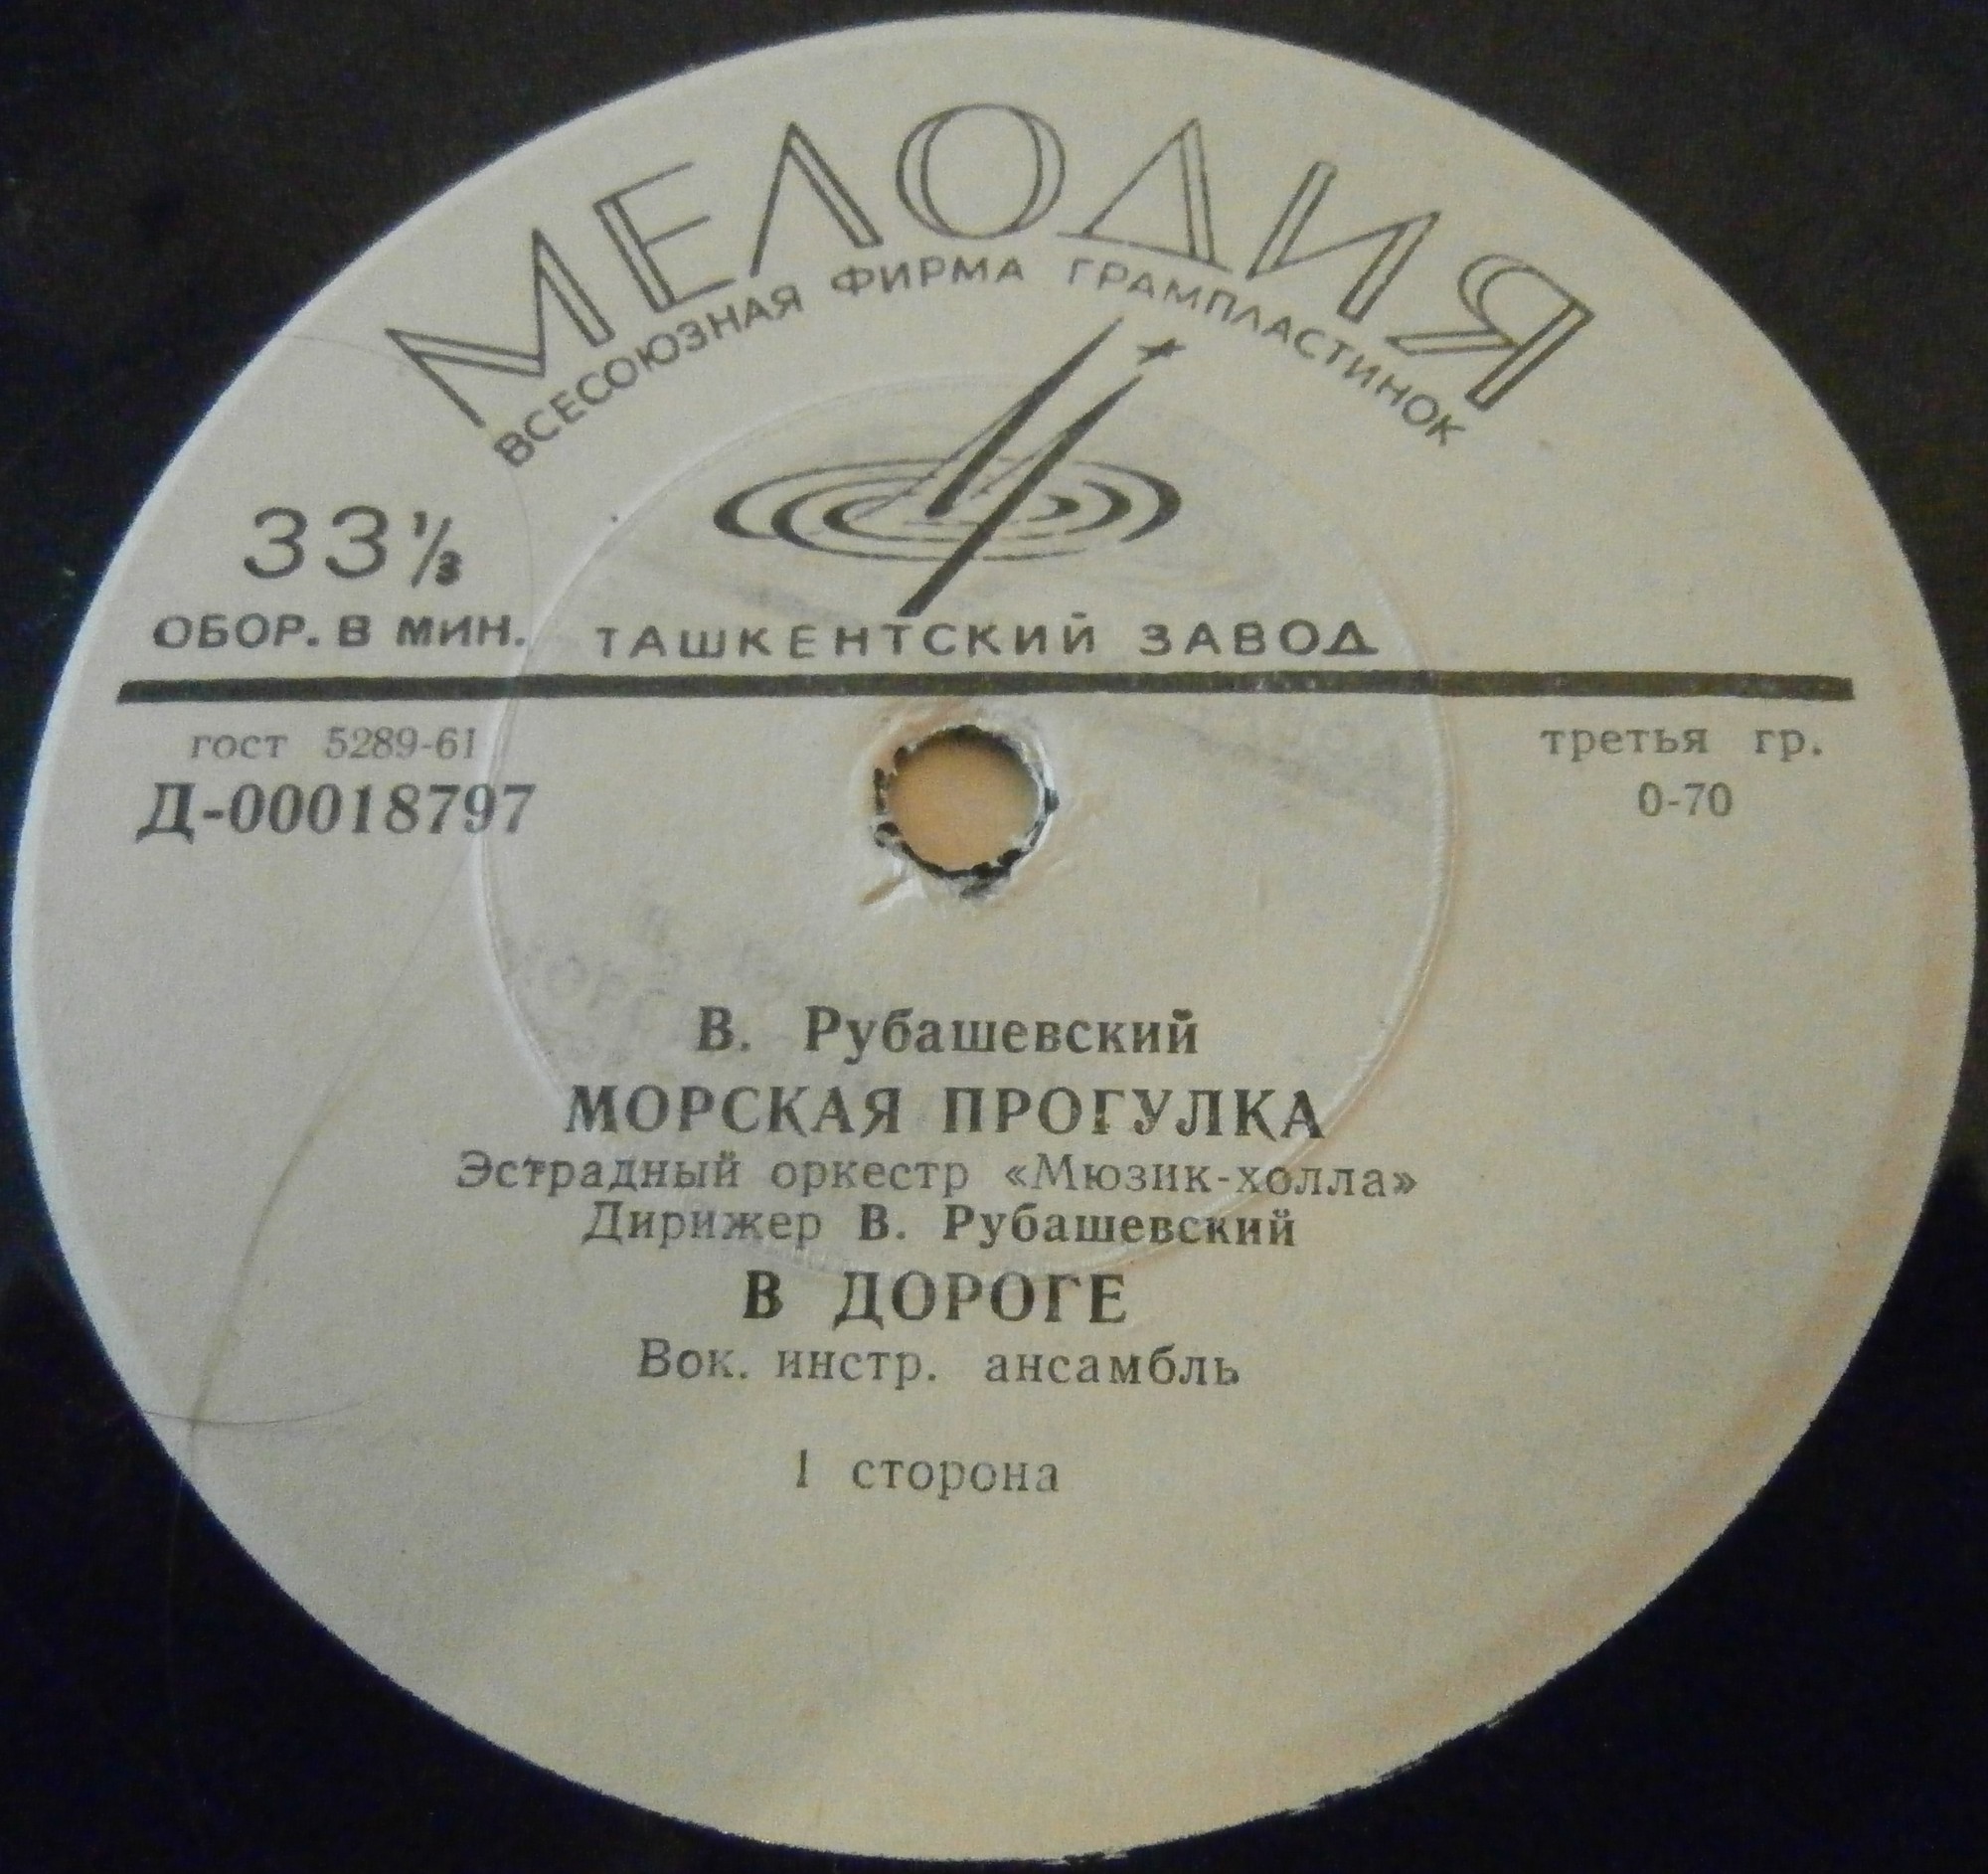 МЕЛОДИЯ
ВСЕСОЮЗНАЯ ФИРМА ГРАМПЛАСТИНОК
33⅓
ОБОР. В МИН.
ТАШКЕНТСКИЙ ЗАВОД
гост 5289-61
третья гр.
Д-00018797
0-70
В. Рубашевский
МОРСКАЯ ПРОГУЛКА
Эстрадный оркестр «Мюзик-холла»
Дирижер В. Рубашевский
В ДОРОГЕ
Вок. инстр. ансамбль
1 сторона